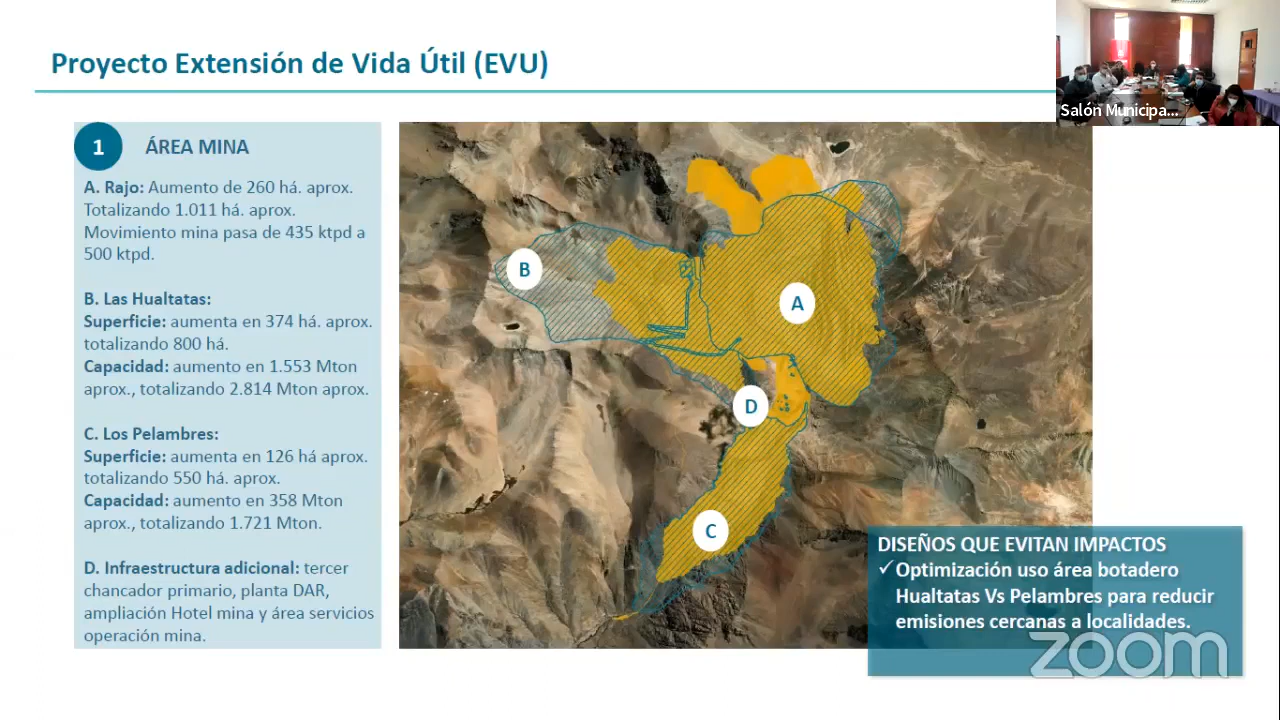 Proyecto Extensión de Vida Útil (EVU)
Salón Municipa...
1
ÁREA MINA
A. Rajo: Aumento de 260 há. aprox.
Totalizando 1.011 há. aprox.
Movimiento mina pasa de 435 ktpd a
500 ktpd.
B. Las Hualtatas:
Superficie: aumenta en 374 há. aprox.
totalizando 800 há.
Capacidad: aumento en 1.553 Mton
aprox., totalizando 2.814 Mton aprox.
C. Los Pelambres:
Superficie: aumenta en 126 há aprox.
totalizando 550 há. aprox.
Capacidad: aumento en 358 Mton
aprox., totalizando 1.721 Mton.
D. Infraestructura adicional: tercer
chancador primario, planta DAR,
ampliación Hotel mina y área servicios
operación mina.
B
A
D
C
DISEÑOS QUE EVITAN IMPACTOS
✓Optimización uso área botadero
Hualtatas Vs Pelambres para reducir
emisiones cercanas a localidades.
zoom